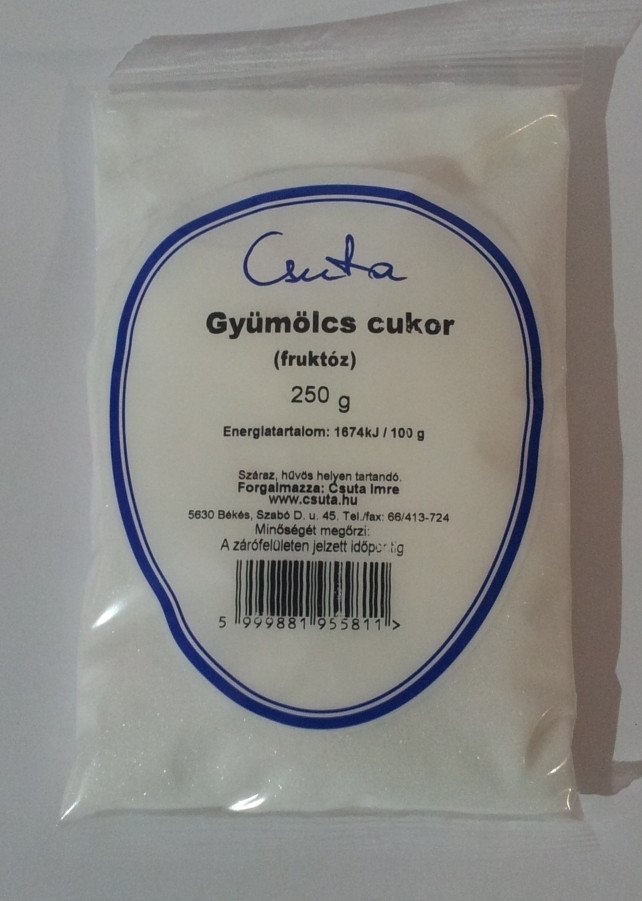 Csuta
Gyümölcs cukor
(fruktóz)
250 g
Energiatartalom: 1674kJ / 100 g
Száraz, hűvös helyen tartandó.
Forgalmazza: Csuta Imre
www.csuta.hu
5630 Békés, Szabó D. u. 45. Tel./fax: 66/413-724
Minőségét megőrzi:
A zárófelületen jelzett időpontig
5 999881 955811 >